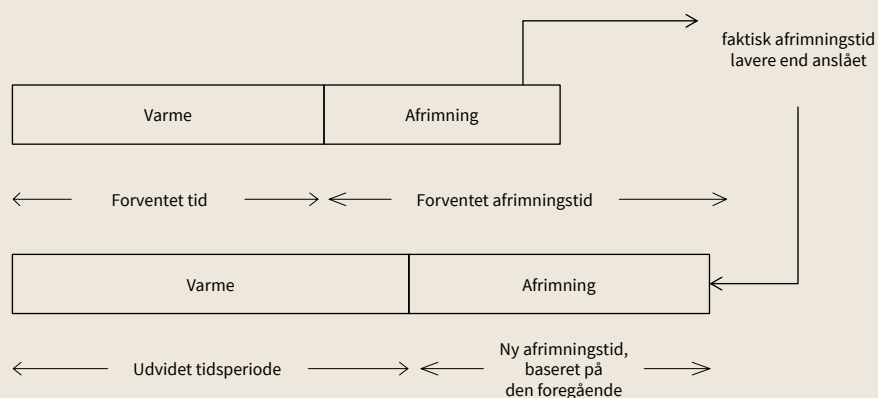 faktisk afrimningstid
lavere end anslået
Varme
Afrimning
Forventet tid
Forventet afrimningstid
Varme
Afrimning
Udvidet tidsperiode
Ny afrimningstid,
baseret på
den foregående